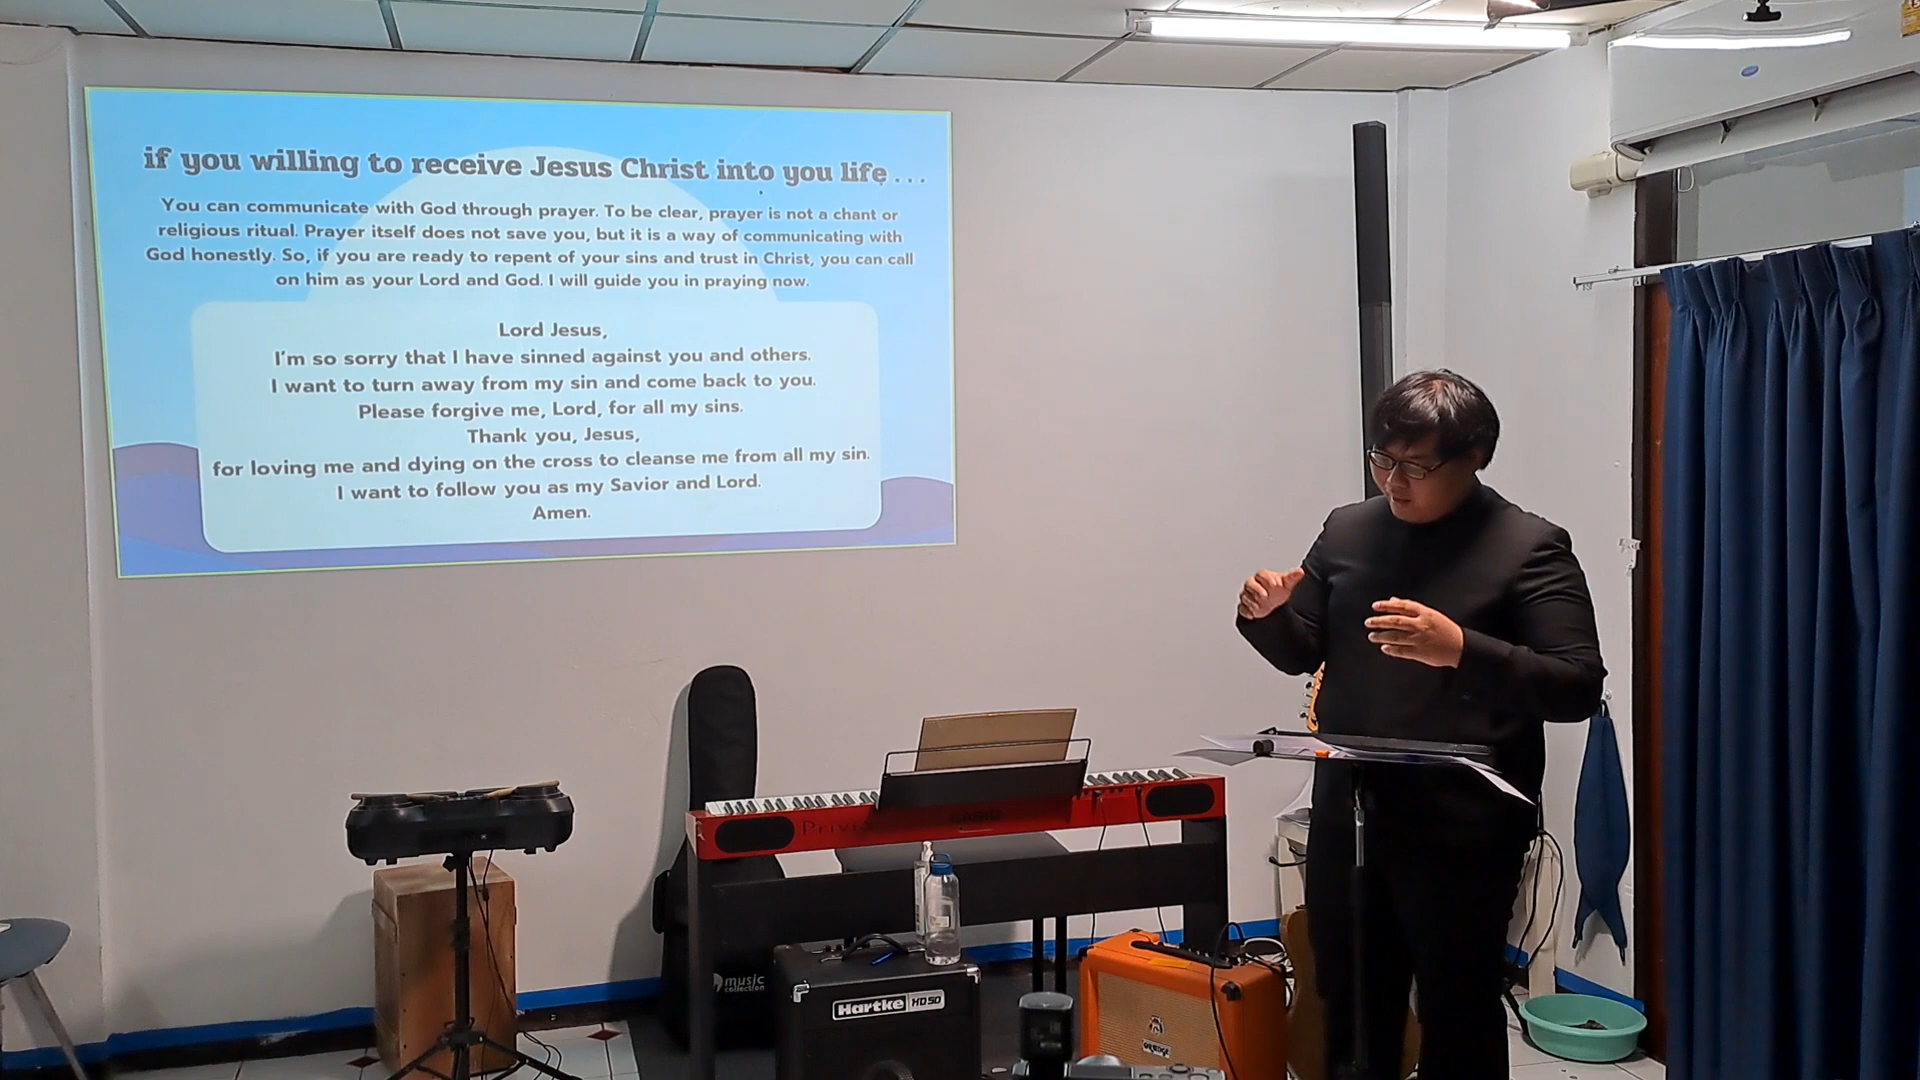 if you willing to receive Jesus Christ into you life ...
You can communicate with God through prayer. To be clear, prayer is not a chant or
religious ritual. Prayer itself does not save you, but it is a way of communicating with
God honestly. So, if you are ready to repent of your sins and trust in Christ, you can call
on him as your Lord and God. I will guide you in praying now.
Lord Jesus,
I'm so sorry that I have sinned against you and others.
I want to turn away from my sin and come back to you.
Please forgive me, Lord, for all my sins.
Thank you, Jesus,
for loving me and dying on the cross to cleanse me from all my sin.
I want to follow you as my Savior and Lord.
Amen.
music
collection
Hartke HD50
ORANGE